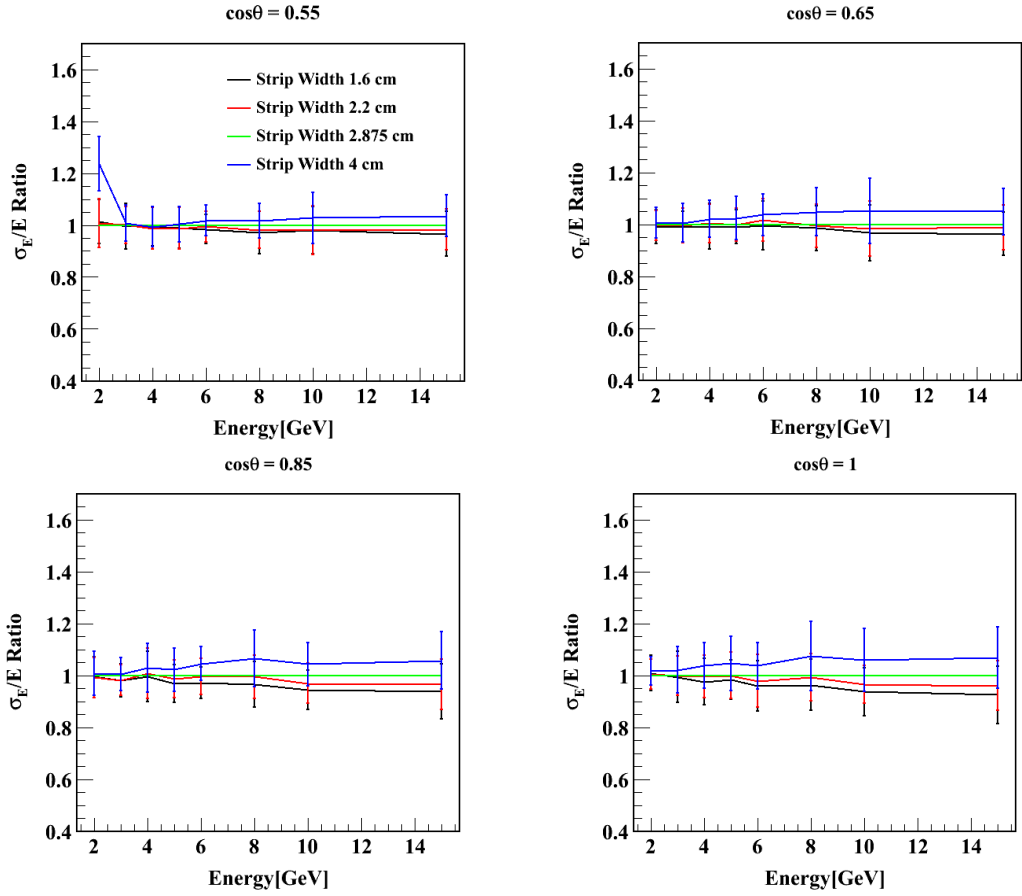 cosθ = 0.55
1.6
1.4
1.2
1
0.8
0.6
0.4
σE/E Ratio
Strip Width 1.6 cm
Strip Width 2.2 cm
Strip Width 2.875 cm
Strip Width 4 cm
2 4 6 8 10 12 14
Energy[GeV]
cosθ = 0.65
1.6
1.4
1.2
1
0.8
0.6
0.4
σE/E Ratio
2 4 6 8 10 12 14
Energy[GeV]
cosθ = 0.85
1.6
1.4
1.2
1
0.8
0.6
0.4
σE/E Ratio
2 4 6 8 10 12 14
Energy[GeV]
cosθ = 1
1.6
1.4
1.2
1
0.8
0.6
0.4
σE/E Ratio
2 4 6 8 10 12 14
Energy[GeV]